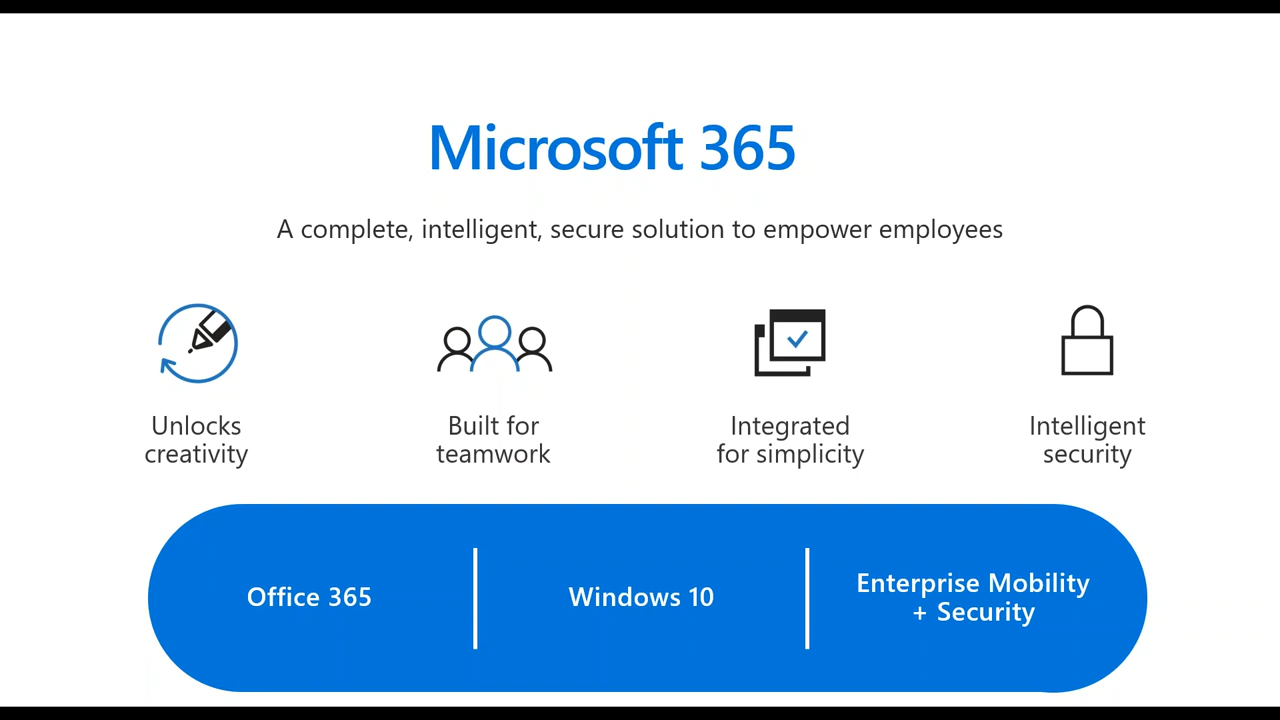 Microsoft 365
A complete, intelligent, secure solution to empower employees
Unlocks
creativity
Built for
teamwork
Integrated
for simplicity
Intelligent
security
Office 365
Windows 10
Enterprise Mobility
+ Security